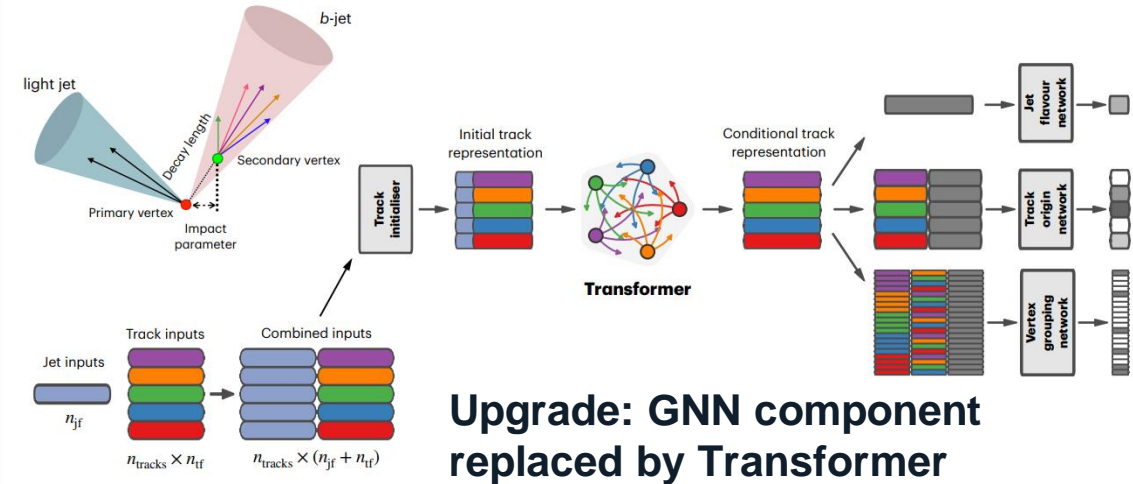 b-jet
light jet
Decay length
Secondary vertex
Primary vertex
Impact
parameter
Track
initialiser
Initial track
representation
Transformer
Conditional track
representation
Jet
flavour
network
Track
origin
network
Vertex
grouping
network
Jet inputs
n_jf
Track inputs
n_tracks × n_tf
Combined inputs
n_tracks × (n_jf + n_tf)
Upgrade: GNN component
replaced by Transformer